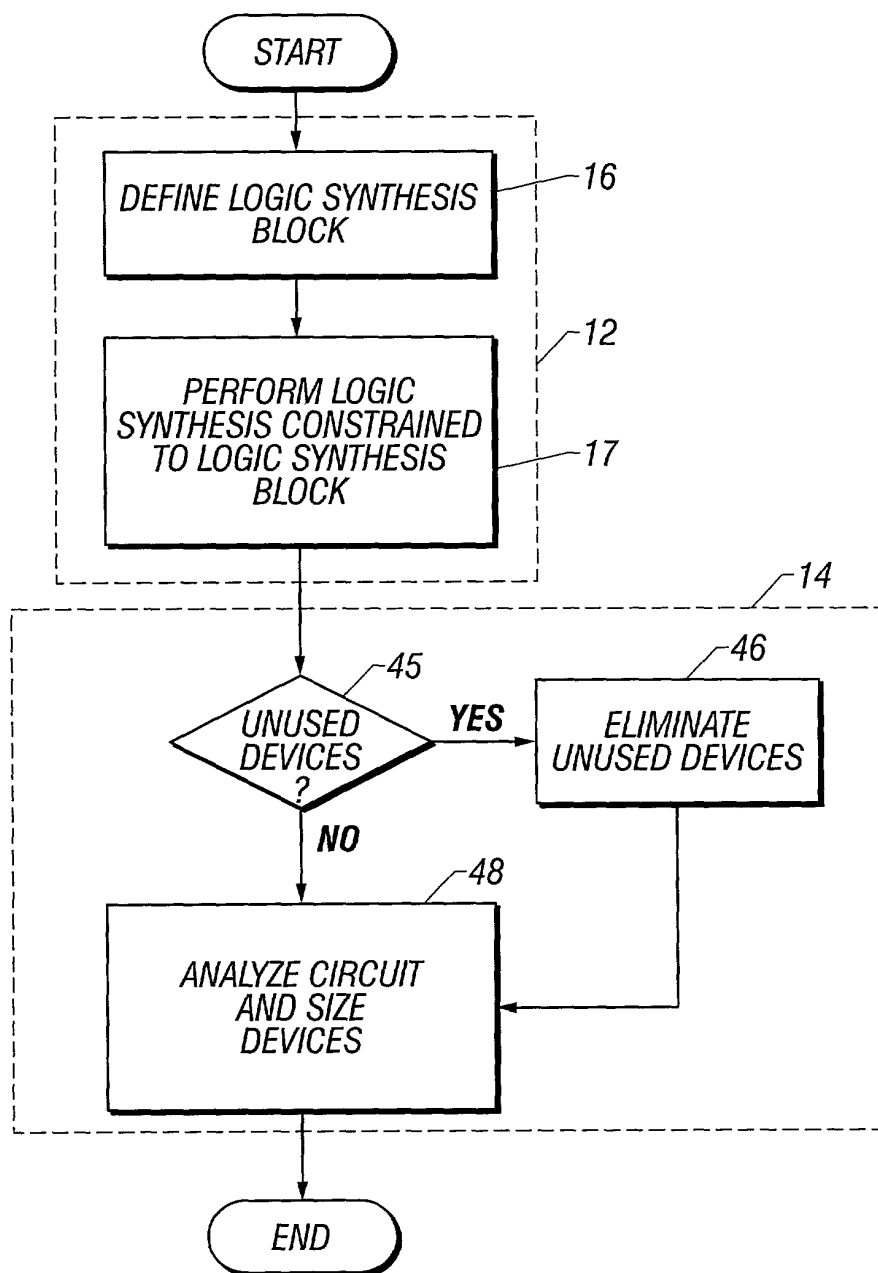 START
DEFINE LOGIC SYNTHESIS
BLOCK
16
PERFORM LOGIC
SYNTHESIS CONSTRAINED
TO LOGIC SYNTHESIS
BLOCK
12
17
14
45
UNUSED
DEVICES
?
YES
46
ELIMINATE
UNUSED DEVICES
NO
48
ANALYZE CIRCUIT
AND SIZE
DEVICES
END